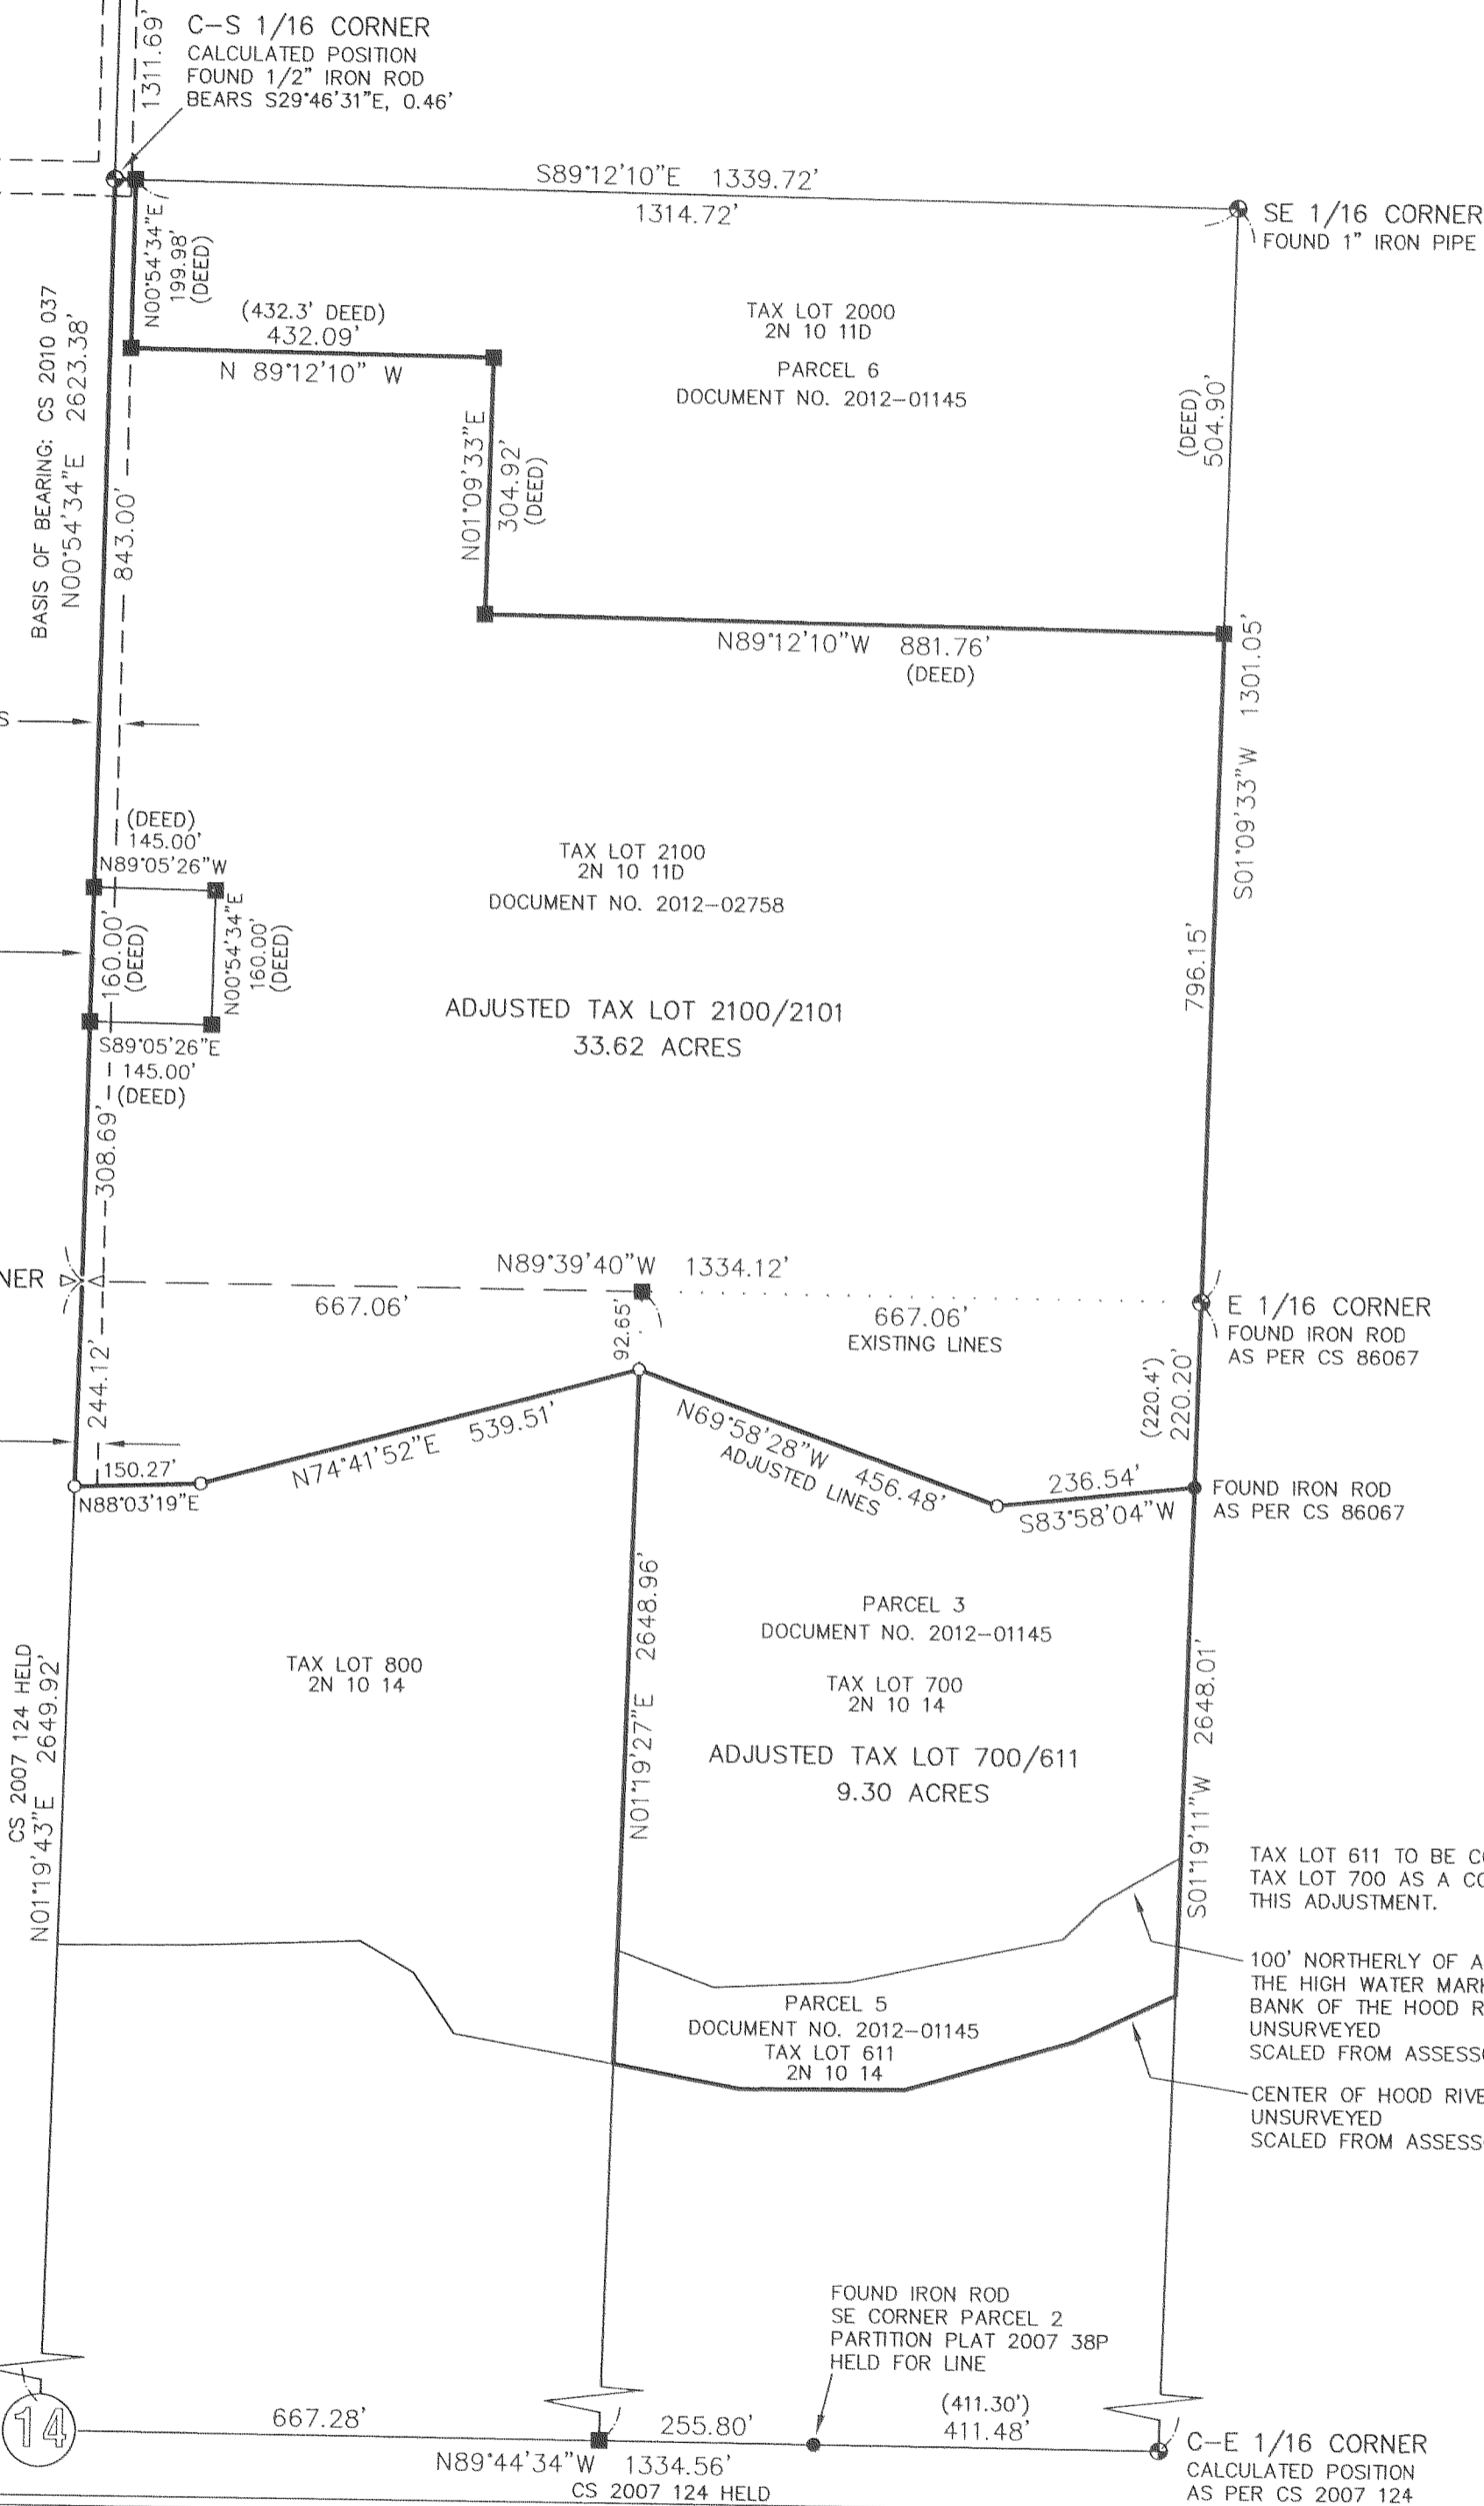 1311.69'
C-S 1/16 CORNER
CALCULATED POSITION
FOUND 1/2" IRON ROD
BEARS S29°46'31"E, 0.46'
S89°12'10"E 1339.72'
1314.72'
SE 1/16 CORNER
FOUND 1" IRON PIPE
N00°54'34"E
199.98'
(DEED)
BASIS OF BEARING: CS 2010 037
N00°54'34"E 2623.38'
(432.3' DEED)
432.09'
N 89°12'10" W
TAX LOT 2000
2N 10 11D
PARCEL 6
DOCUMENT NO. 2012-01145
(DEED)
504.90'
N01°09'33"E
304.92'
(DEED)
843.00'
N89°12'10"W 881.76'
(DEED)
S01°09'33"W 1301.05'
S
(DEED)
145.00'
N89°05'26"W
TAX LOT 2100
2N 10 11D
DOCUMENT NO. 2012-02758
160.00'
(DEED)
N00°54'34"E
160.00'
(DEED)
796.15'
ADJUSTED TAX LOT 2100/2101
33.62 ACRES
S89°05'26"E
145.00'
(DEED)
308.69'
NER
N89°39'40"W 1334.12'
667.06'
92.65'
667.06'
EXISTING LINES
E 1/16 CORNER
FOUND IRON ROD
AS PER CS 86067
244.12'
(220.4')
220.20'
150.27'
N88°03'19"E
N74°41'52"E 539.51'
N69°58'28"W 456.48'
ADJUSTED LINES
236.54'
S83°58'04"W
FOUND IRON ROD
AS PER CS 86067
CS 2007 124 HELD
N01°19'43"E 2649.92'
TAX LOT 800
2N 10 14
N01°19'27"E 2648.96'
PARCEL 3
DOCUMENT NO. 2012-01145
TAX LOT 700
2N 10 14
ADJUSTED TAX LOT 700/611
9.30 ACRES
S01°19'11"W 2648.01'
TAX LOT 611 TO BE CO
TAX LOT 700 AS A CO
THIS ADJUSTMENT.
100' NORTHERLY OF A
THE HIGH WATER MARK
BANK OF THE HOOD R
UNSURVEYED
SCALED FROM ASSESSO
PARCEL 5
DOCUMENT NO. 2012-01145
TAX LOT 611
2N 10 14
CENTER OF HOOD RIVE
UNSURVEYED
SCALED FROM ASSESSO
FOUND IRON ROD
SE CORNER PARCEL 2
PARTITION PLAT 2007 38P
HELD FOR LINE
14
667.28'
255.80'
(411.30')
411.48'
N89°44'34"W 1334.56'
CS 2007 124 HELD
C-E 1/16 CORNER
CALCULATED POSITION
AS PER CS 2007 124